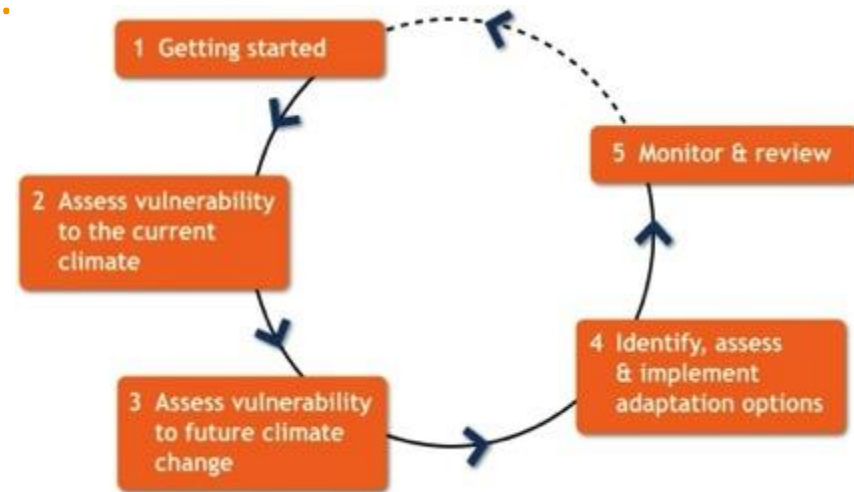 1 Getting started
2 Assess vulnerability
to the current
climate
3 Assess vulnerability
to future climate
change
4 Identify, assess
& implement
adaptation options
5 Monitor & review